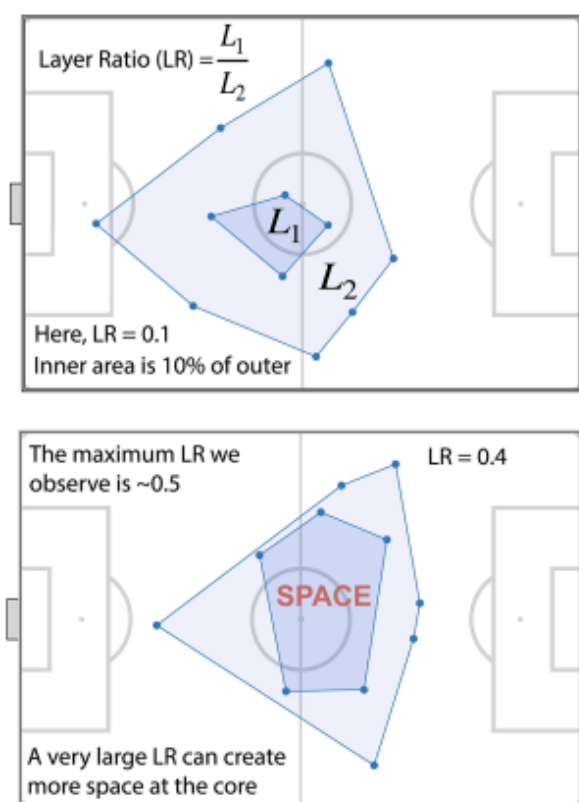 Layer Ratio (LR) = L₁
L₂
L₁
L₂
Here, LR = 0.1
Inner area is 10% of outer
The maximum LR we
observe is ~0.5
LR = 0.4
SPACE
A very large LR can create
more space at the core